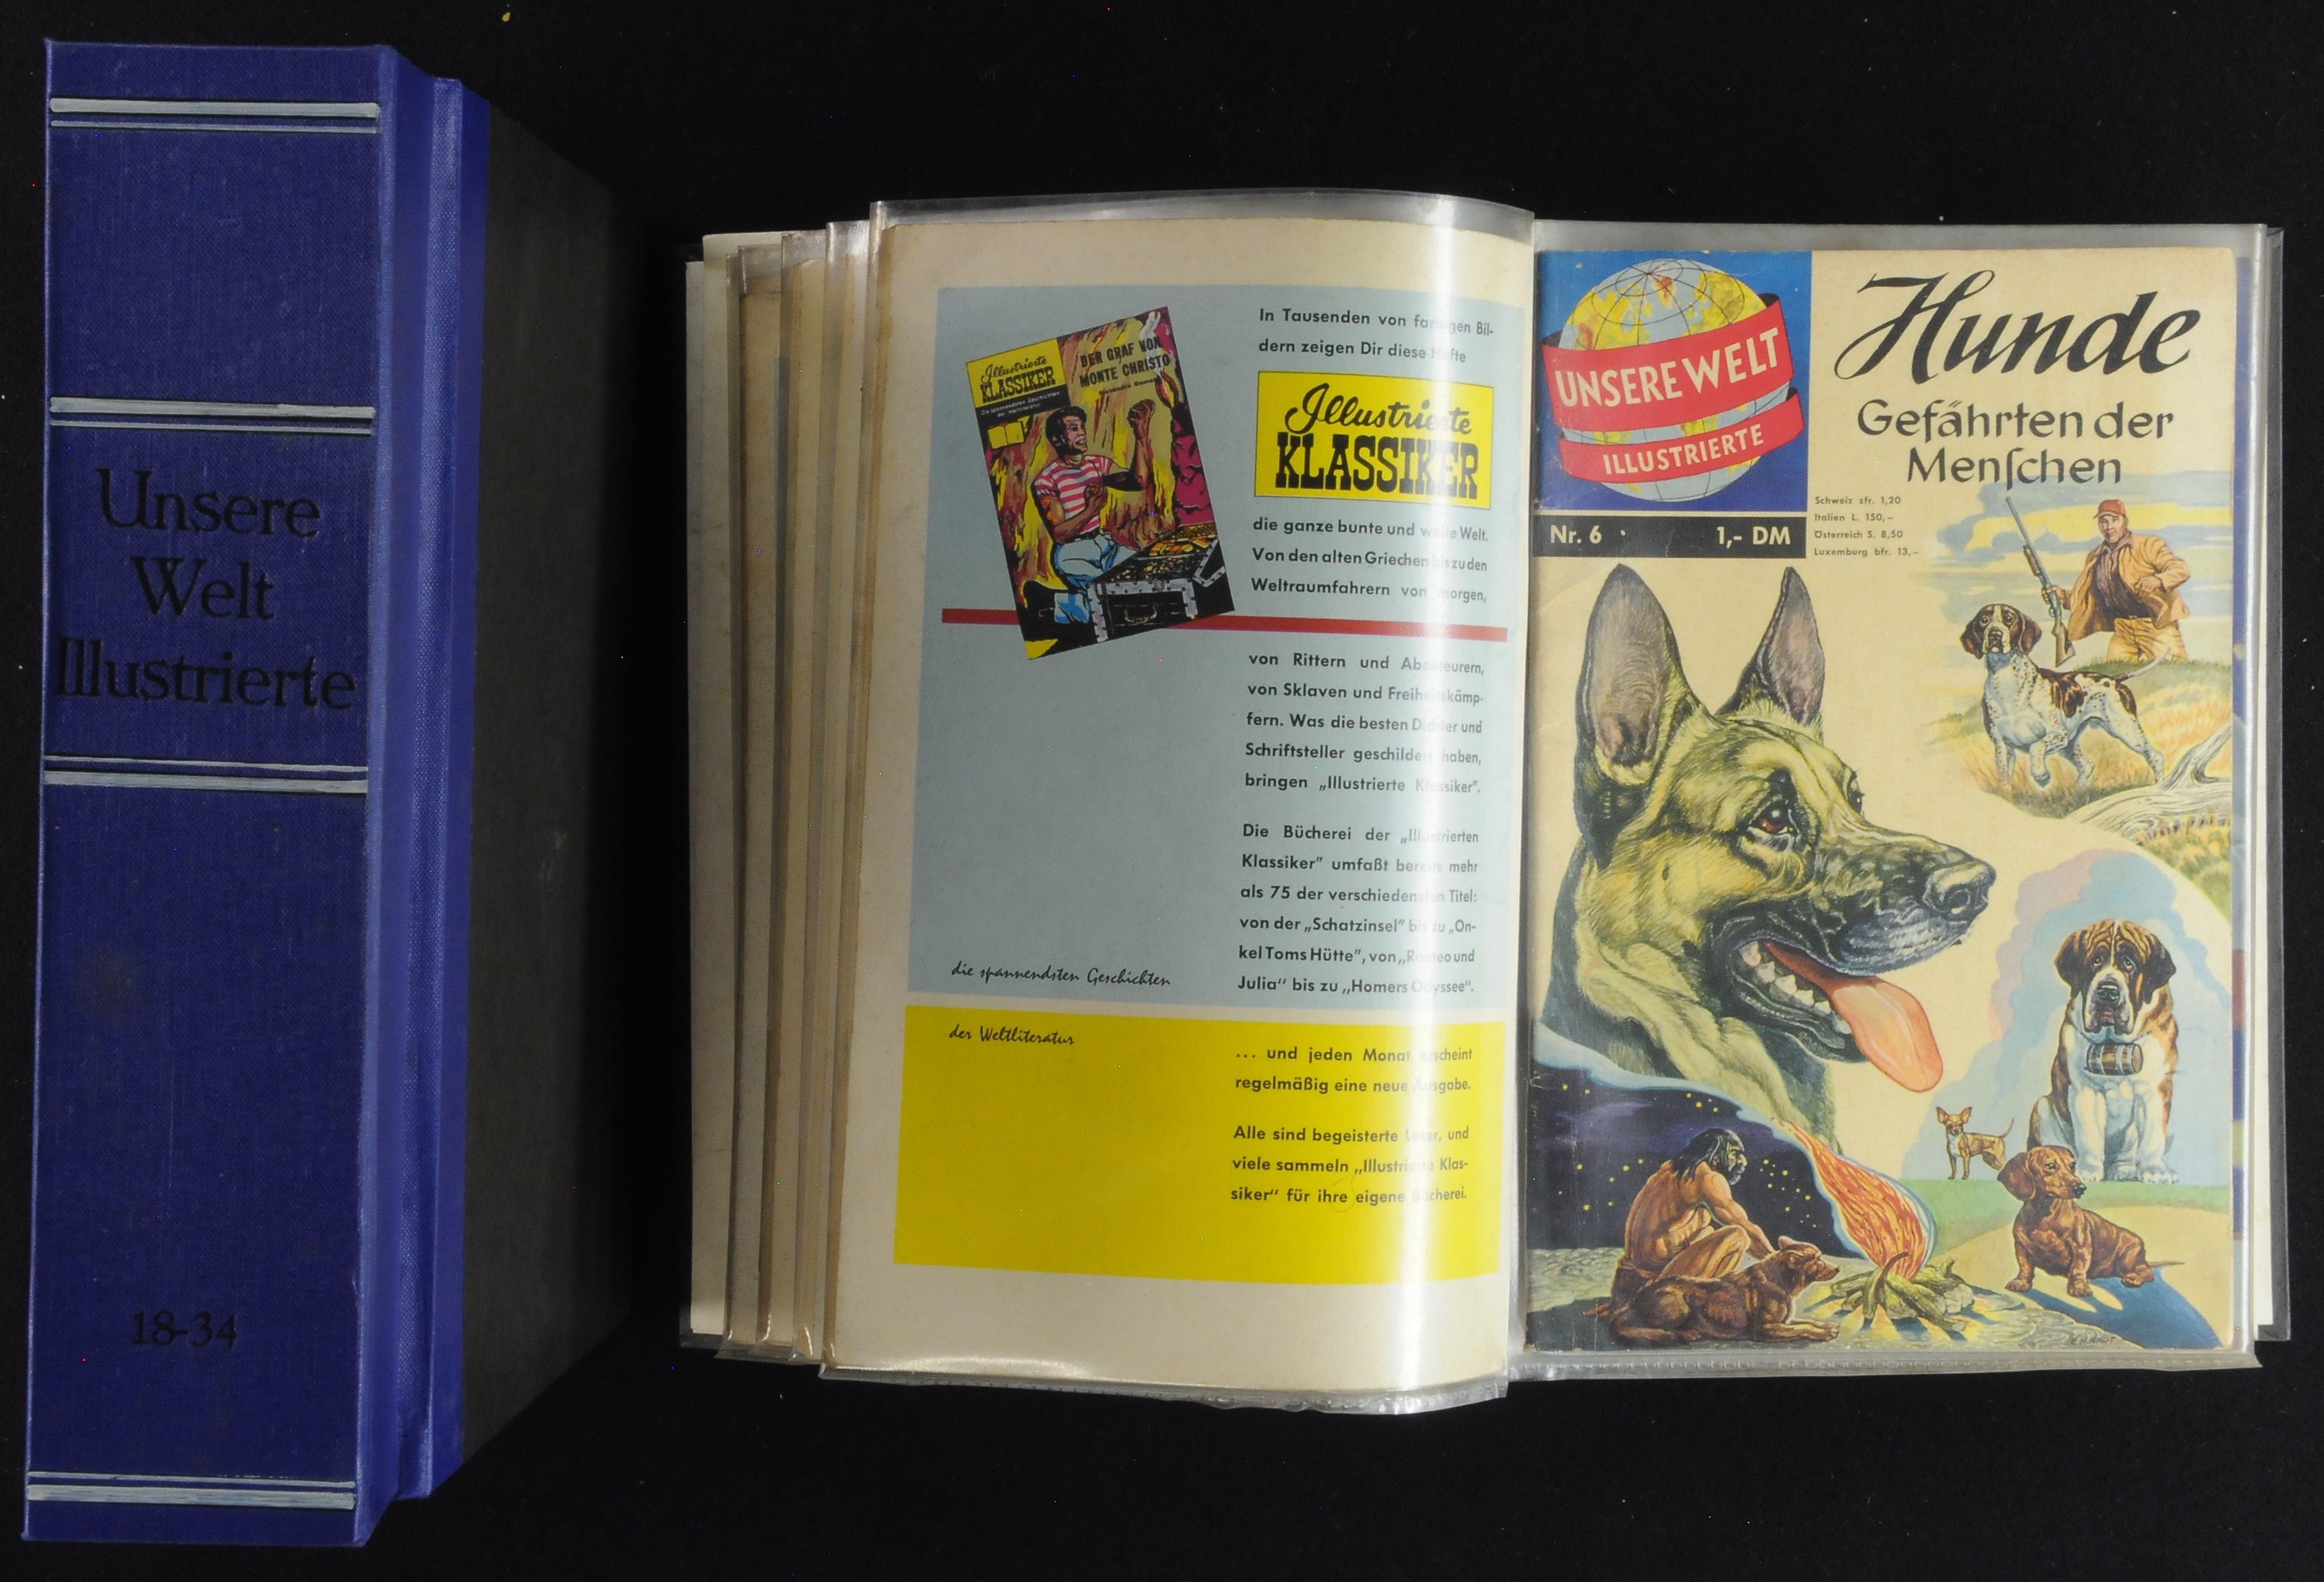 Unsere
Welt
Illustrierte
18-34
Illustrierte
KLASSIKER
DER GRAF VON
MONTE CHRISTO
In Tausenden von farbigen Bil-
dern zeigen Dir diese Hefte
Illustrierte
KLASSIKER
die ganze bunte und weite Welt.
Von den alten Griechen bis zu den
Weltraumfahrern von morgen,
von Rittern und Abenteurern,
von Sklaven und Freiheitskämp-
fern. Was die besten Dichter und
Schriftsteller geschildert haben,
bringen „Illustrierte Klassiker".
Die Bücherei der „Illustrierten
Klassiker" umfaßt bereits mehr
als 75 der verschiedensten Titel:
von der „Schatzinsel" bis zu „On-
kel Toms Hütte", von „Romeo und
Julia" bis zu „Homers Odyssee".
die spannendsten Geschichten
der Weltliteratur
... und jeden Monat erscheint
regelmäßig eine neue Ausgabe.
Alle sind begeisterte Leser, und
viele sammeln „Illustrierte Klas-
siker" für ihre eigene Bücherei.
UNSERE WELT
ILLUSTRIERTE
Nr. 6 1,- DM
Hunde
Gefährten der
Menſchen
Schweiz sfr. 1,20
Italien L. 150,–
Österreich S. 8,50
Luxemburg bfr. 13,–